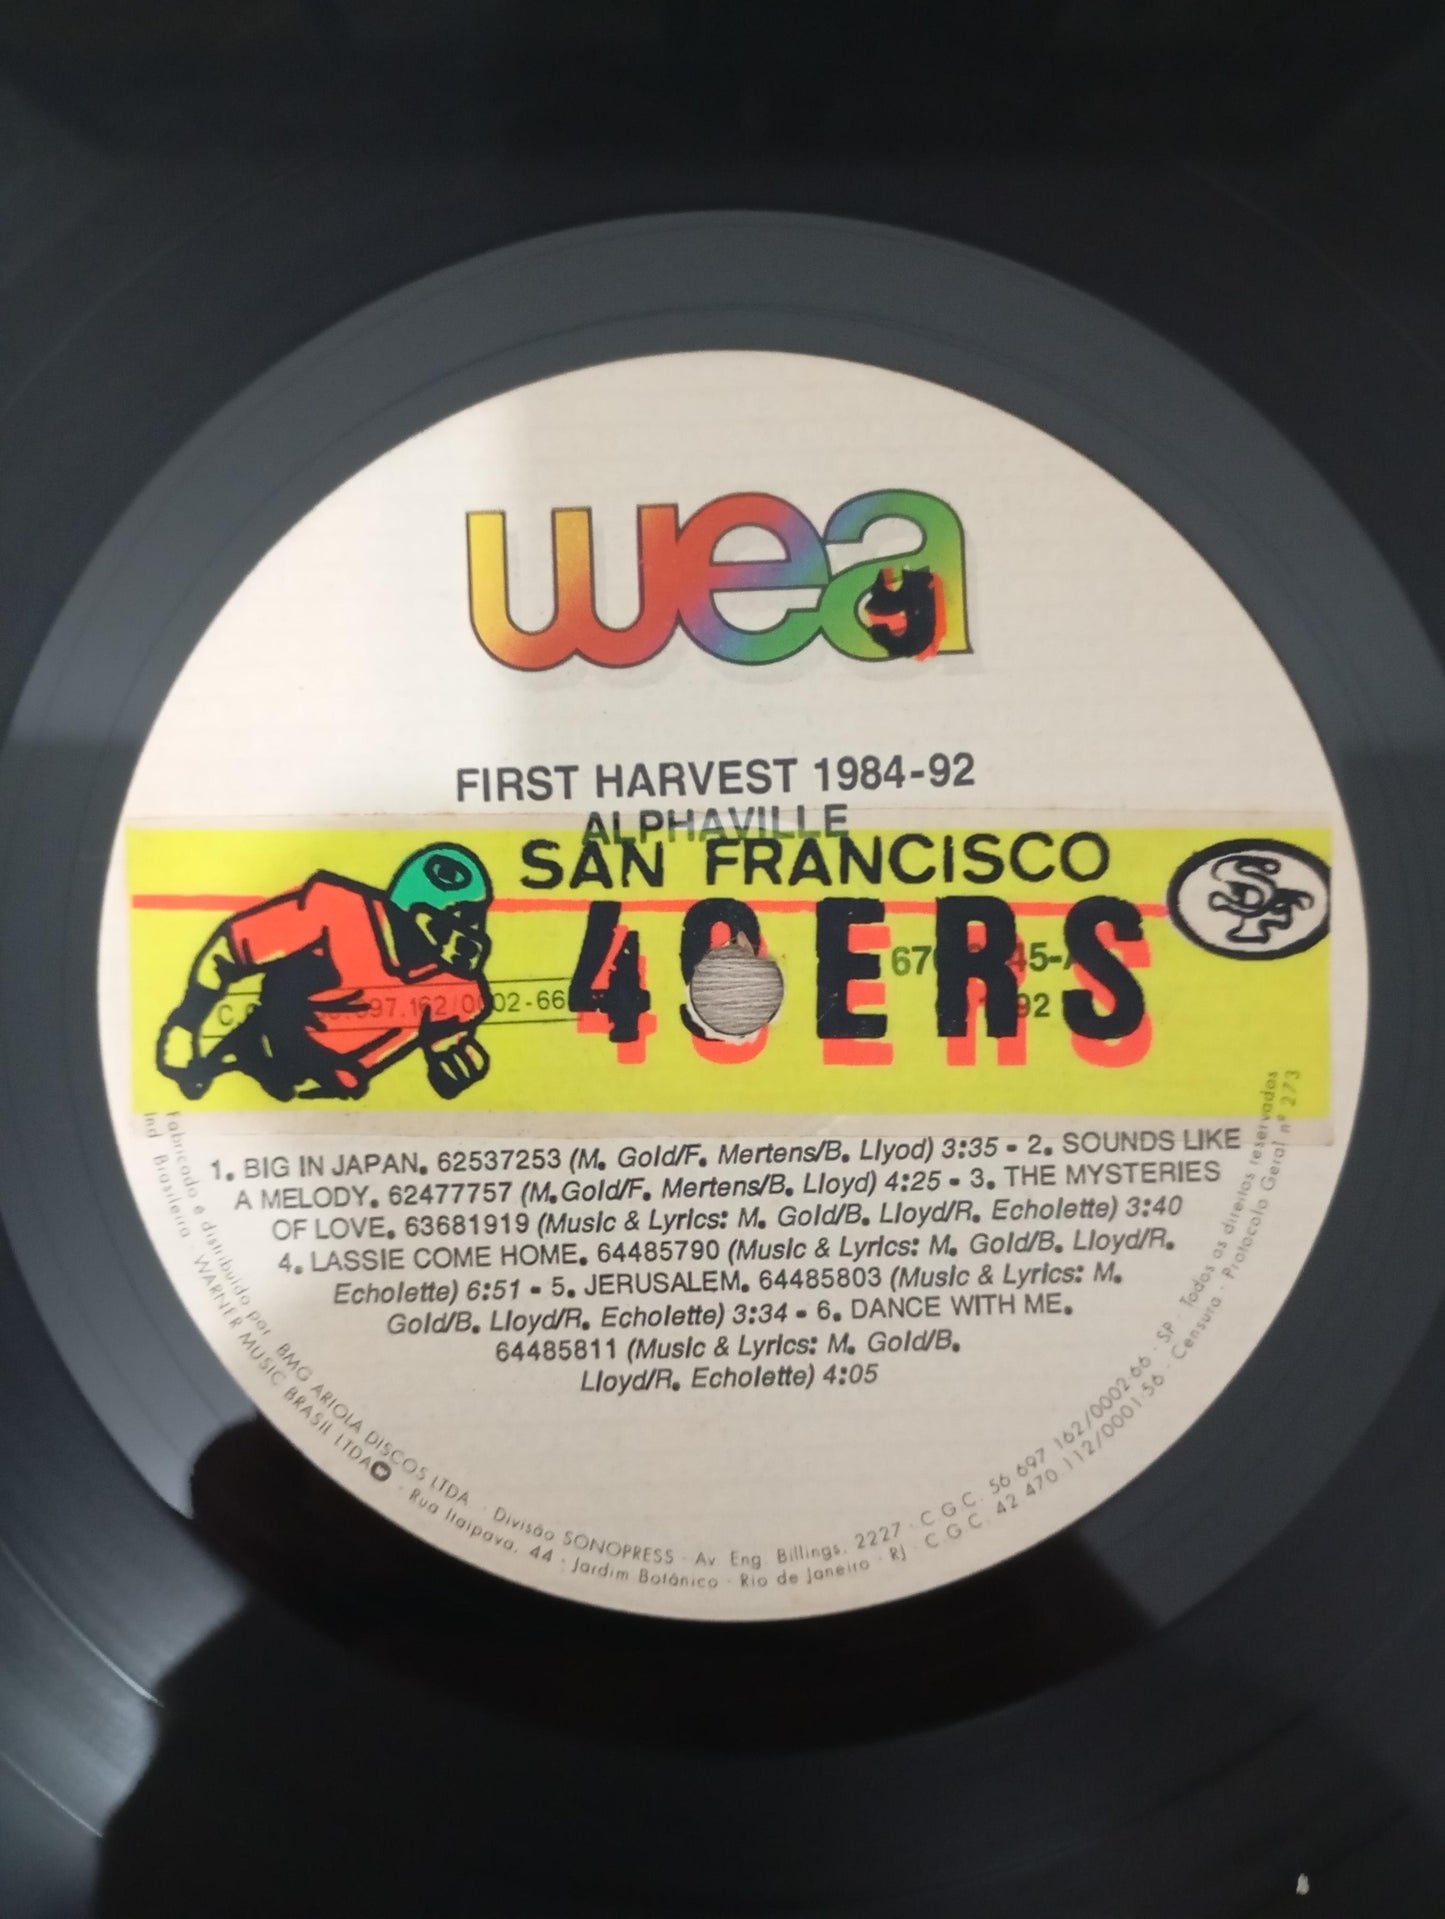 wea
FIRST HARVEST 1984-92
ALPHAVILLE
SAN FRANCISCO
SF
49ERS
1. BIG IN JAPAN. 62537253 (M. Gold/F. Mertens/B. Llyod) 3:35 - 2. SOUNDS LIKE
A MELODY. 62477757 (M.Gold/F. Mertens/B. Lloyd) 4:25 - 3. THE MYSTERIES
OF LOVE. 63681919 (Music & Lyrics: M. Gold/B. Lloyd/R. Echolette) 3:40
4. LASSIE COME HOME. 64485790 (Music & Lyrics: M. Gold/B. Lloyd/R.
Echolette) 6:51 - 5. JERUSALEM. 64485803 (Music & Lyrics: M.
Gold/B. Lloyd/R. Echolette) 3:34 - 6. DANCE WITH ME.
64485811 (Music & Lyrics: M. Gold/B.
Lloyd/R. Echolette) 4:05
Fabricado e distribuído por BMG ARIOLA DISCOS LTDA · Divisão SONOPRESS · Av. Eng. Billings, 2227 · C.G.C. 56 697 162/0002-66 · SP · Todos os direitos reservados
Ind. Brasileira · WARNER MUSIC BRASIL LTDA · Rua Itaipava, 44 · Jardim Botânico · Rio de Janeiro · RJ · C.G.C. 42 470 112/0001-56 · Censura · Protocolo Geral nº 273